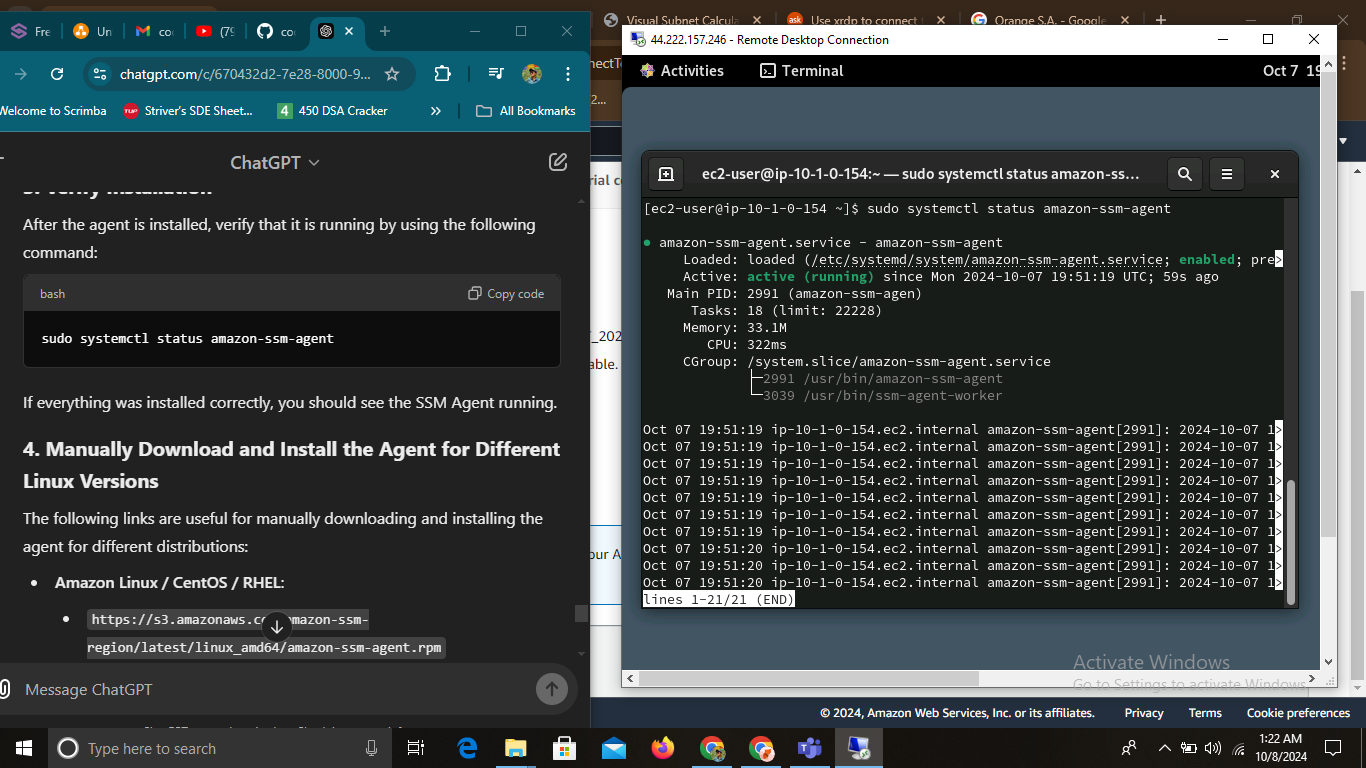 Fre
Un
co
(79
co
Visual Subnet Calcula
Use xrdp to connect t
Orange S.A. - Google
chatgpt.com/c/670432d2-7e28-8000-9...
Welcome to Scrimba
Striver's SDE Sheet...
450 DSA Cracker
All Bookmarks
ChatGPT
After the agent is installed, verify that it is running by using the following
command:
bash
Copy code
sudo systemctl status amazon-ssm-agent
If everything was installed correctly, you should see the SSM Agent running.
4. Manually Download and Install the Agent for Different
Linux Versions
The following links are useful for manually downloading and installing the
agent for different distributions:
Amazon Linux / CentOS / RHEL:
https://s3.amazonaws.co
amazon-ssm-
region/latest/linux_amd64/amazon-ssm-agent.rpm
Message ChatGPT
44.222.157.246 - Remote Desktop Connection
Activities
Terminal
Oct 7 19
ec2-user@ip-10-1-0-154:~ — sudo systemctl status amazon-ss...
[ec2-user@ip-10-1-0-154 ~]$ sudo systemctl status amazon-ssm-agent
● amazon-ssm-agent.service - amazon-ssm-agent
Loaded: loaded (/etc/systemd/system/amazon-ssm-agent.service; enabled; pre>
Active: active (running) since Mon 2024-10-07 19:51:19 UTC; 59s ago
Main PID: 2991 (amazon-ssm-agen)
Tasks: 18 (limit: 22228)
Memory: 33.1M
CPU: 322ms
CGroup: /system.slice/amazon-ssm-agent.service
├─2991 /usr/bin/amazon-ssm-agent
└─3039 /usr/bin/ssm-agent-worker
Oct 07 19:51:19 ip-10-1-0-154.ec2.internal amazon-ssm-agent[2991]: 2024-10-07 1>
Oct 07 19:51:19 ip-10-1-0-154.ec2.internal amazon-ssm-agent[2991]: 2024-10-07 1>
Oct 07 19:51:19 ip-10-1-0-154.ec2.internal amazon-ssm-agent[2991]: 2024-10-07 1>
Oct 07 19:51:19 ip-10-1-0-154.ec2.internal amazon-ssm-agent[2991]: 2024-10-07 1>
Oct 07 19:51:19 ip-10-1-0-154.ec2.internal amazon-ssm-agent[2991]: 2024-10-07 1>
Oct 07 19:51:19 ip-10-1-0-154.ec2.internal amazon-ssm-agent[2991]: 2024-10-07 1>
Oct 07 19:51:19 ip-10-1-0-154.ec2.internal amazon-ssm-agent[2991]: 2024-10-07 1>
Oct 07 19:51:20 ip-10-1-0-154.ec2.internal amazon-ssm-agent[2991]: 2024-10-07 1>
Oct 07 19:51:20 ip-10-1-0-154.ec2.internal amazon-ssm-agent[2991]: 2024-10-07 1>
Oct 07 19:51:20 ip-10-1-0-154.ec2.internal amazon-ssm-agent[2991]: 2024-10-07 1>
lines 1-21/21 (END)
Activate Windows
Go to Settings to activate Windows.
© 2024, Amazon Web Services, Inc. or its affiliates.
Privacy
Terms
Cookie preferences
Type here to search
1:22 AM
10/8/2024